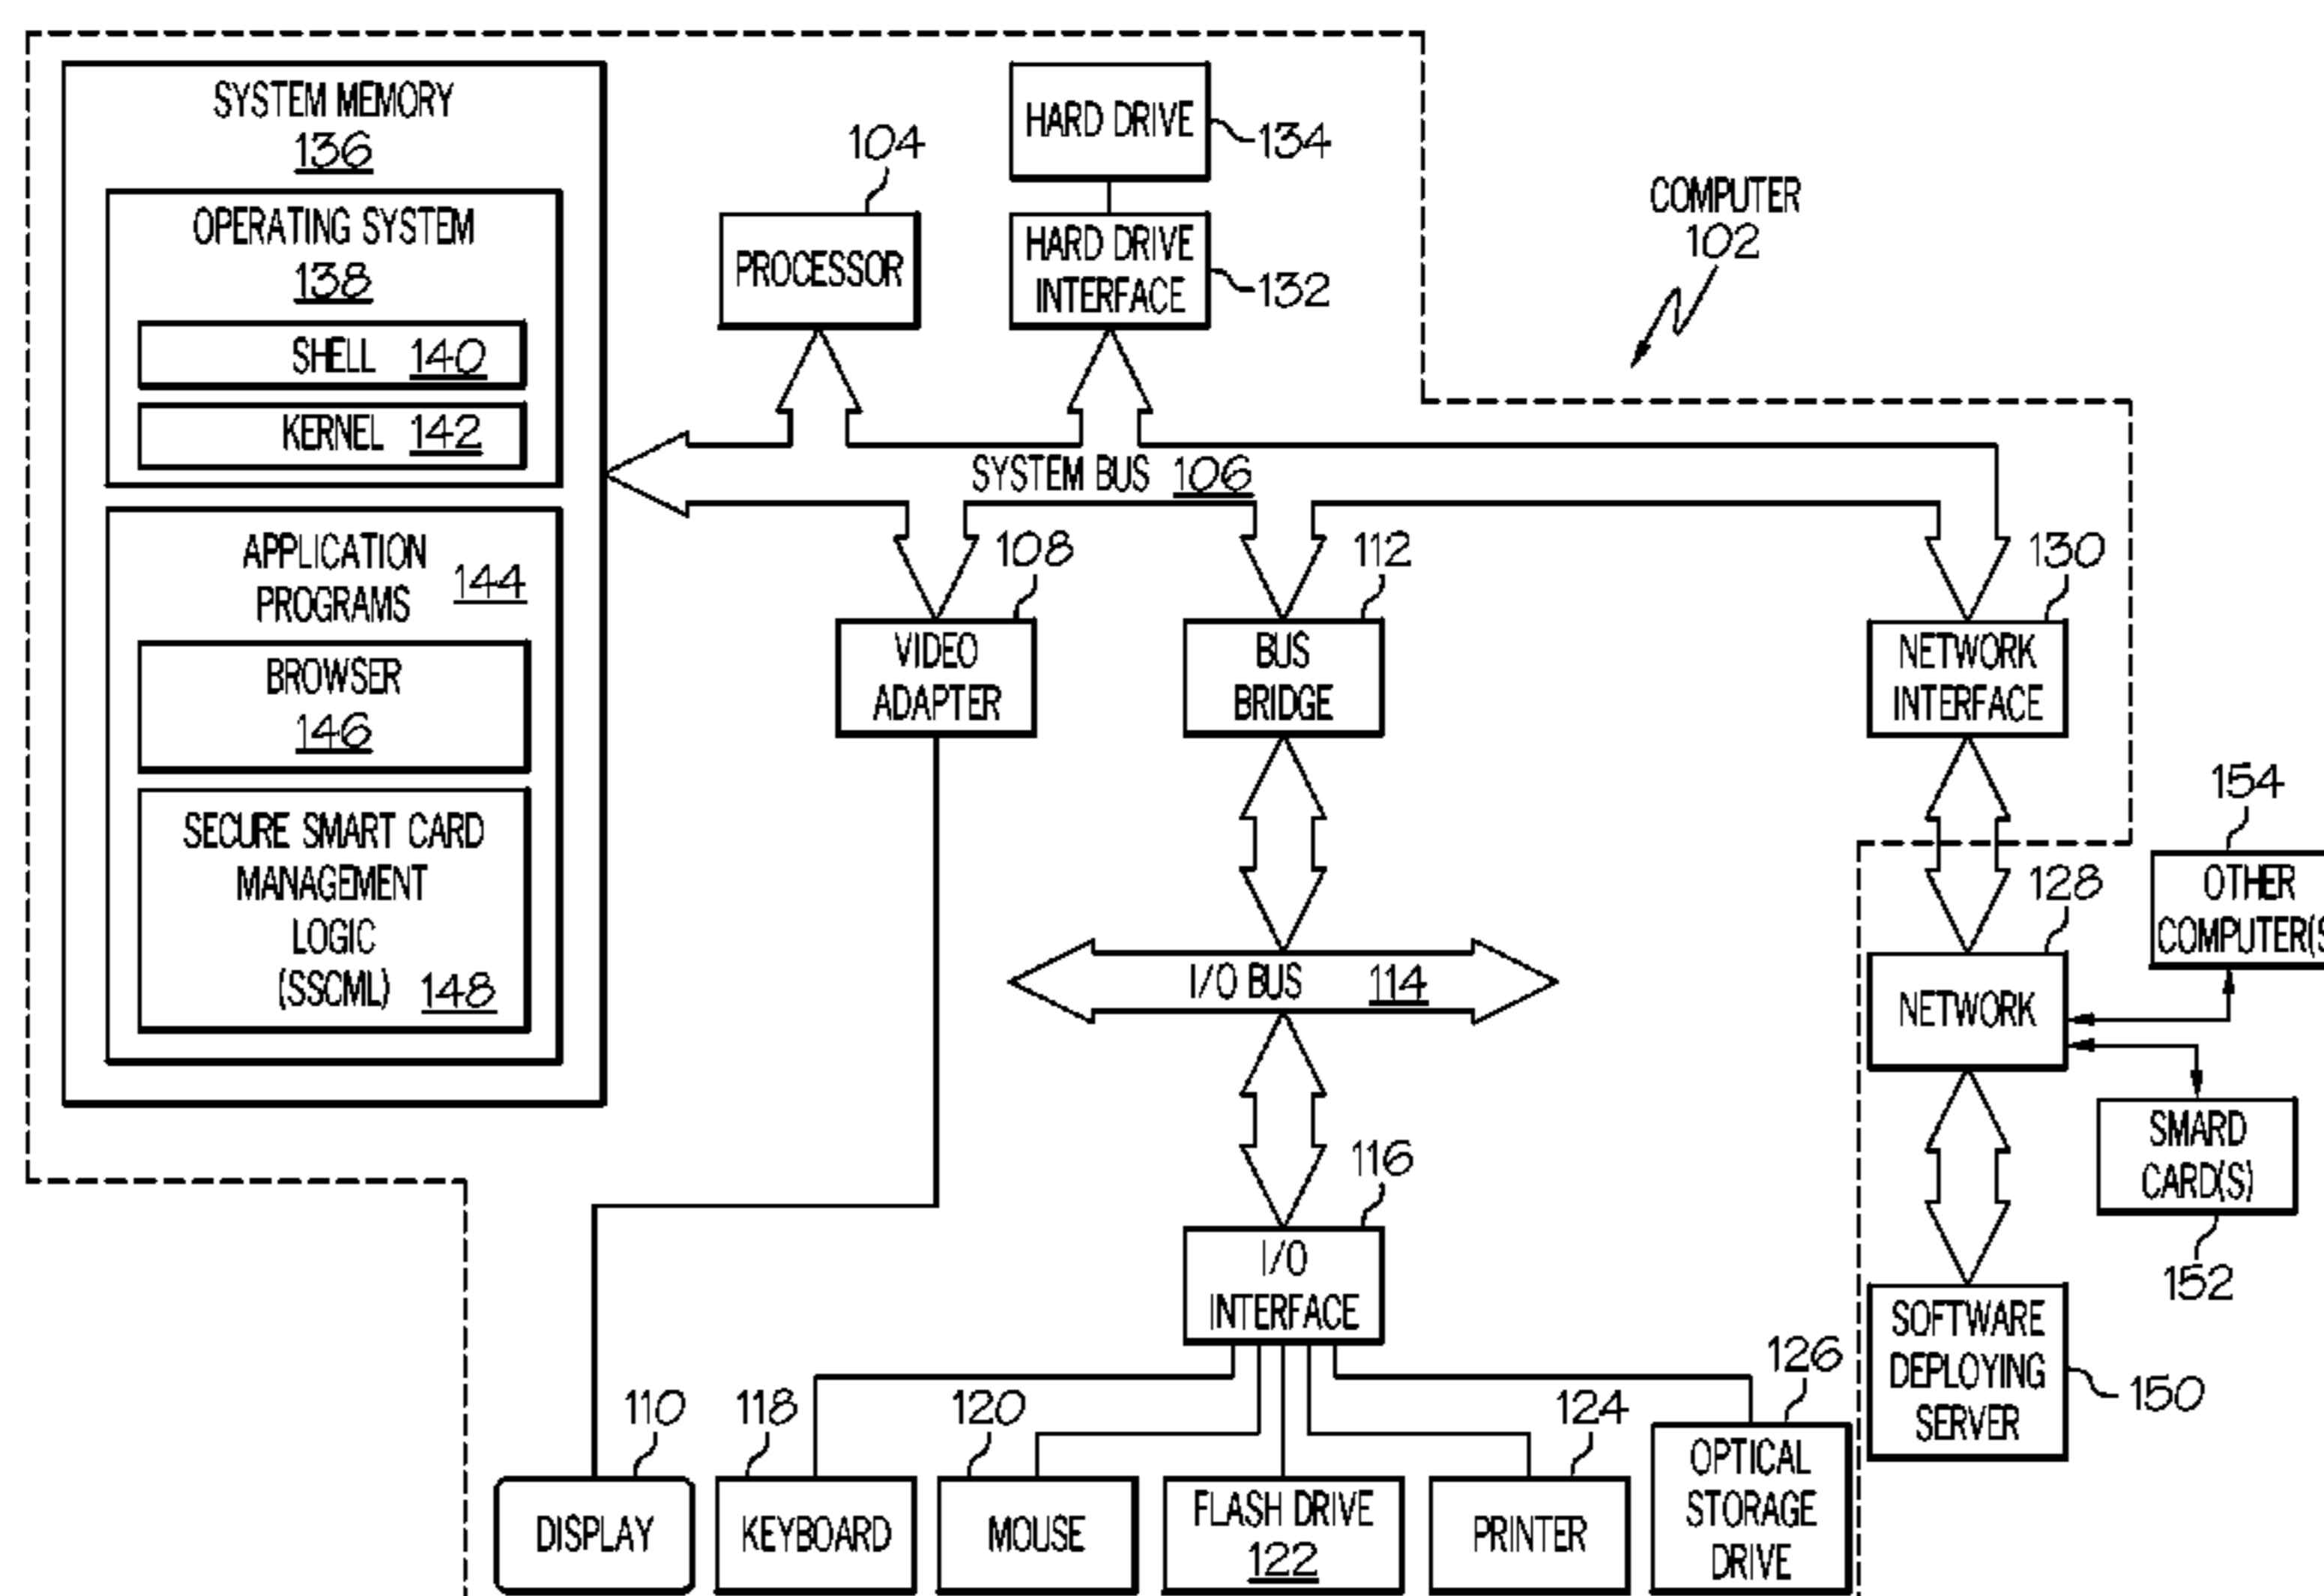 SYSTEM MEMORY
136
OPERATING SYSTEM
138
SHELL 140
KERNEL 142
APPLICATION
PROGRAMS 144
BROWSER
146
SECURE SMART CARD
MANAGEMENT
LOGIC
(SSCML) 148
104
PROCESSOR
HARD DRIVE
134
HARD DRIVE
INTERFACE
132
COMPUTER
102
SYSTEM BUS 106
108
VIDEO
ADAPTER
112
BUS
BRIDGE
130
NETWORK
INTERFACE
I/O BUS 114
154
OTHER
COMPUTER(S
128
NETWORK
SMARD
CARD(S)
152
116
I/O
INTERFACE
SOFTWARE
DEPLOYING
SERVER
150
110
DISPLAY
118
KEYBOARD
120
MOUSE
FLASH DRIVE
122
124
PRINTER
126
OPTICAL
STORAGE
DRIVE